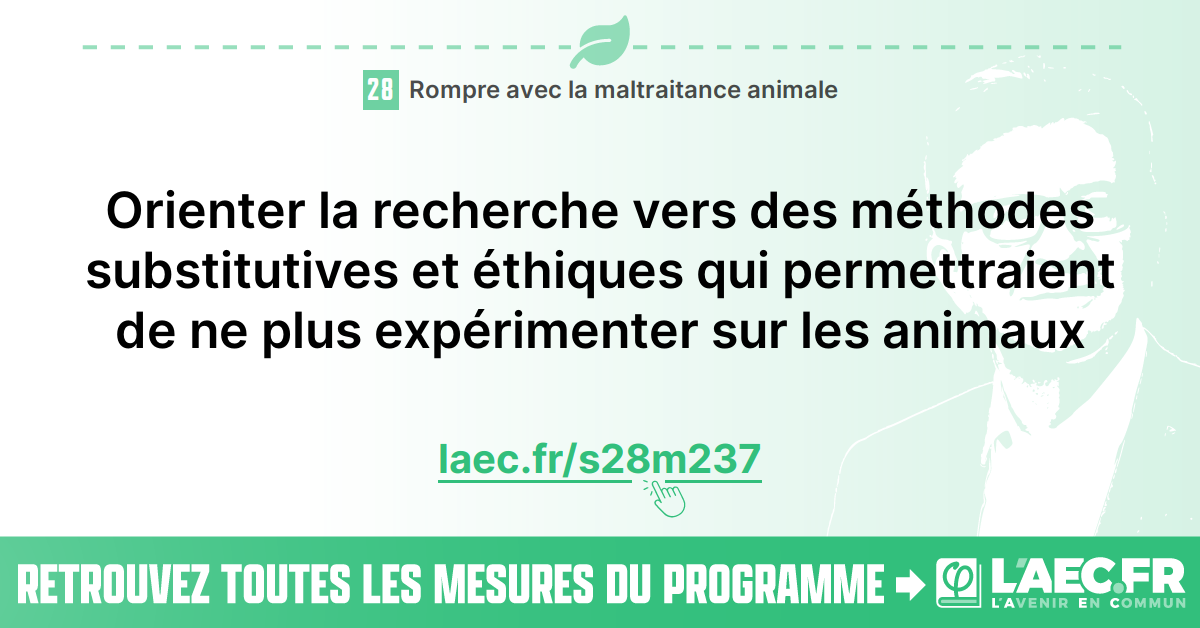 28 Rompre avec la maltraitance animale
Orienter la recherche vers des méthodes
substitutives et éthiques qui permettraient
de ne plus expérimenter sur les animaux
laec.fr/s28m237
RETROUVEZ TOUTES LES MESURES DU PROGRAMME
φ L'AEC.FR
L'AVENIR EN COMMUN